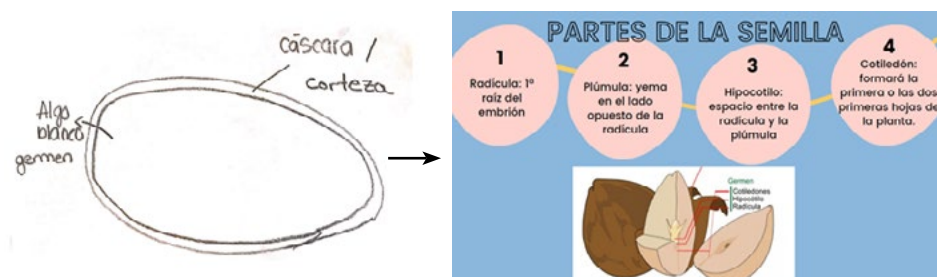 cáscara /
corteza
Algo
blanco
germen
PARTES DE LA SEMILLA
1
Radícula: 1º
raíz del
embrión
2
Plúmula: yema
en el lado
opuesto de la
radícula
3
Hipocotilo:
espacio entre la
radícula y la
plúmula
4
Cotiledón:
formará la
primera o las dos
primeras hojas de
la planta.
Germen
Cotiledones
Hipocótilo
Radícula